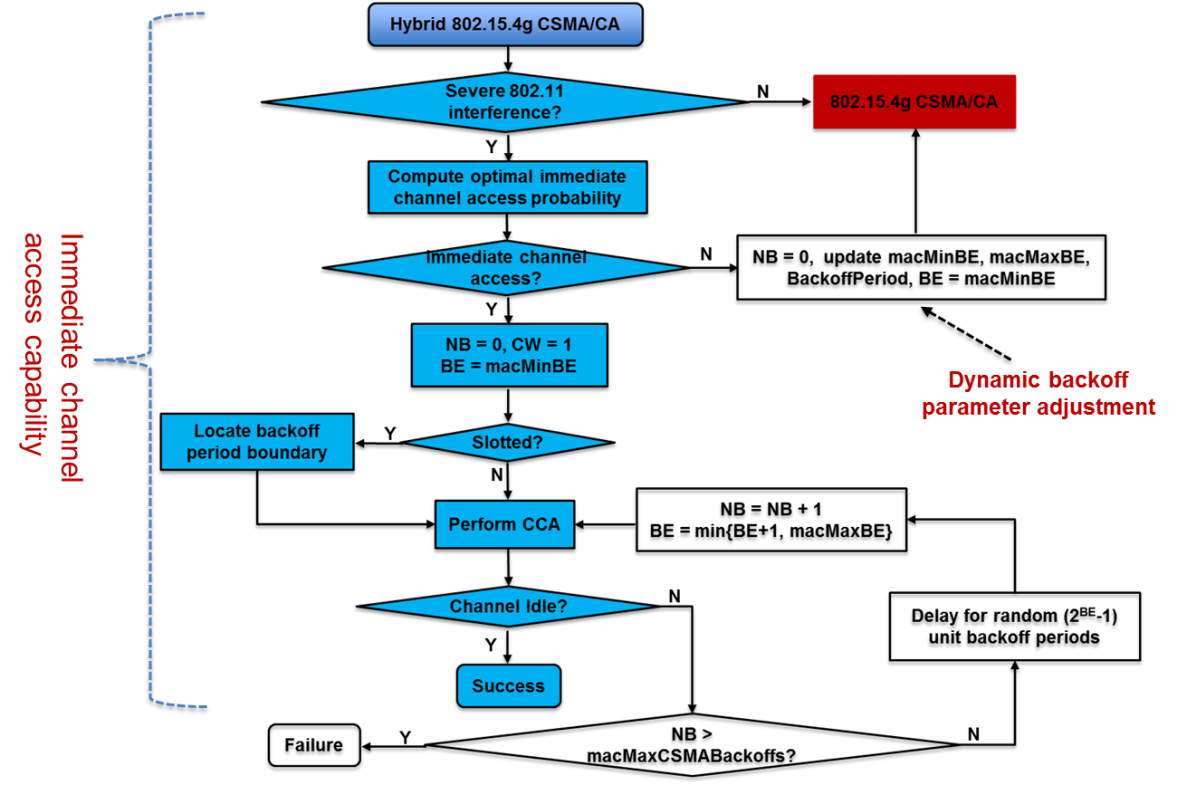 Hybrid 802.15.4g CSMA/CA
Severe 802.11
interference?
N
802.15.4g CSMA/CA
Y
Compute optimal immediate
channel access probability
Immediate channel
access?
N
NB = 0, update macMinBE, macMaxBE,
BackoffPeriod, BE = macMinBE
Y
Immediate channel
access capability
NB = 0, CW = 1
BE = macMinBE
Dynamic backoff
parameter adjustment
Locate backoff
period boundary
Y
Slotted?
N
Perform CCA
NB = NB + 1
BE = min{BE+1, macMaxBE}
Channel Idle?
N
Delay for random (2^BE-1)
unit backoff periods
Y
Success
Failure
Y
NB >
macMaxCSMABackoffs?
N